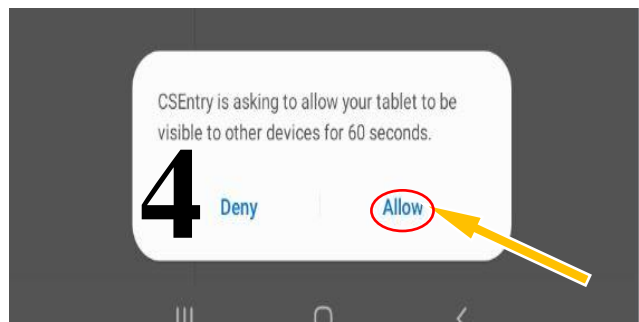 CSEntry is asking to allow your tablet to be
visible to other devices for 60 seconds.
4
Deny
Allow